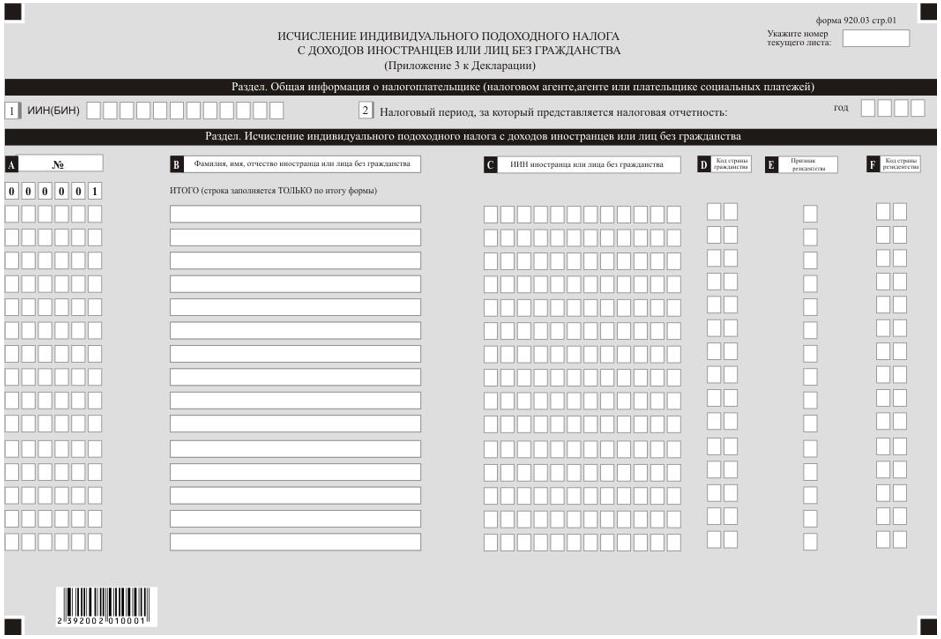 форма 920.03 стр.01
ИСЧИСЛЕНИЕ ИНДИВИДУАЛЬНОГО ПОДОХОДНОГО НАЛОГА
С ДОХОДОВ ИНОСТРАНЦЕВ ИЛИ ЛИЦ БЕЗ ГРАЖДАНСТВА
(Приложение 3 к Декларации)
Укажите номер
текущего листа:
Раздел. Общая информация о налогоплательщике (налоговом агенте,агенте или плательщике социальных платежей)
1 ИИН(БИН) 2 Налоговый период, за который представляется налоговая отчетность: год
Раздел. Исчисление индивидуального подоходного налога с доходов иностранцев или лиц без гражданства
A № B Фамилия, имя, отчество иностранца или лица без гражданства C ИИН иностранца или лица без гражданства D Код страны гражданства E Признак резидентства F Код страны резидентства
0 0 0 0 0 1 ИТОГО (строка заполняется ТОЛЬКО по итогу формы)
2 392002 010001